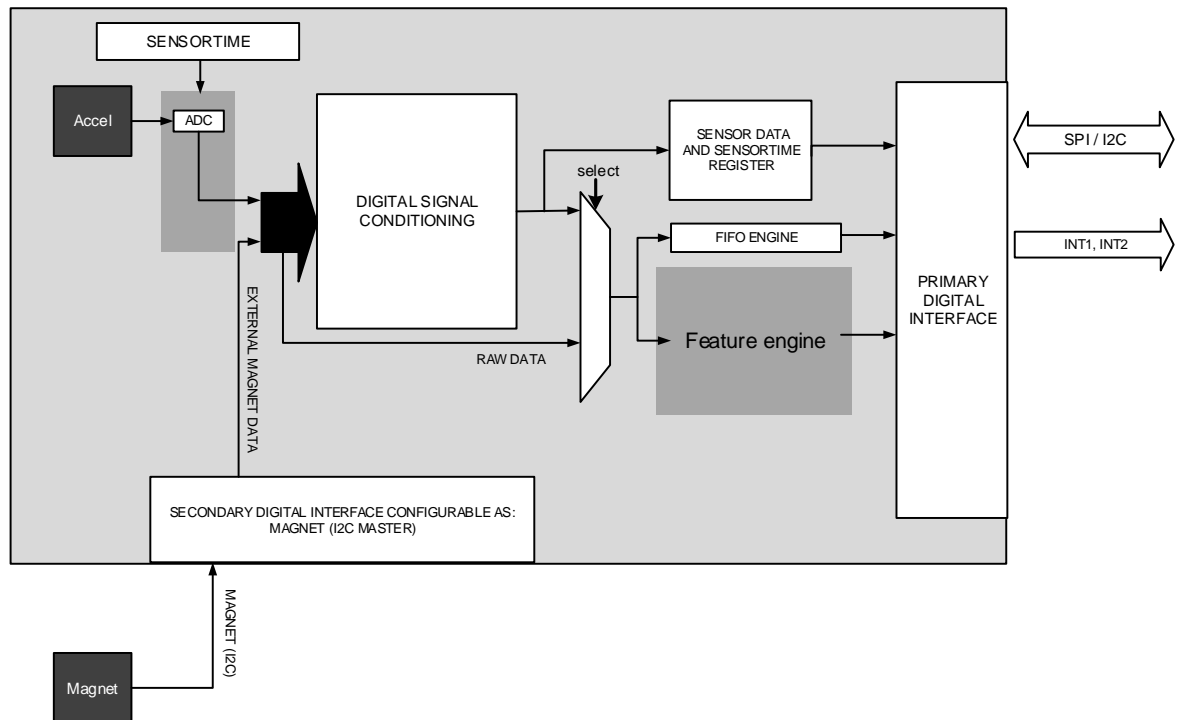 SENSORTIME
Accel
ADC
DIGITAL SIGNAL
CONDITIONING
SENSOR DATA
AND SENSORTIME
REGISTER
SPI / I2C
select
FIFO ENGINE
INT1, INT2
PRIMARY
DIGITAL
INTERFACE
Feature engine
RAW DATA
EXTERNAL MAGNET DATA
SECONDARY DIGITAL INTERFACE CONFIGURABLE AS:
MAGNET (I2C MASTER)
MAGNET (I2C)
Magnet